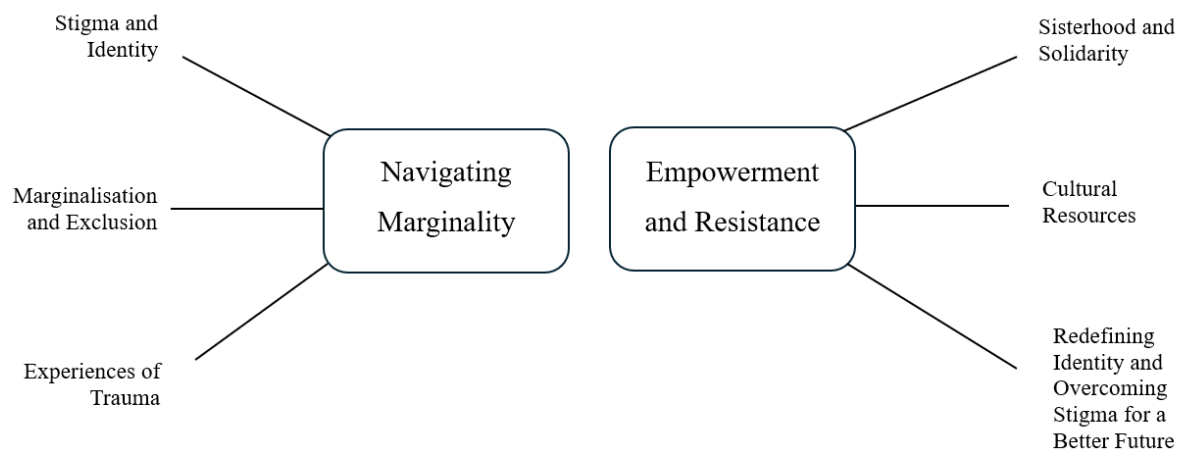 Stigma and
Identity
Marginalisation
and Exclusion
Experiences of
Trauma
Navigating
Marginality
Empowerment
and Resistance
Sisterhood and
Solidarity
Cultural
Resources
Redefining
Identity and
Overcoming
Stigma for a
Better Future